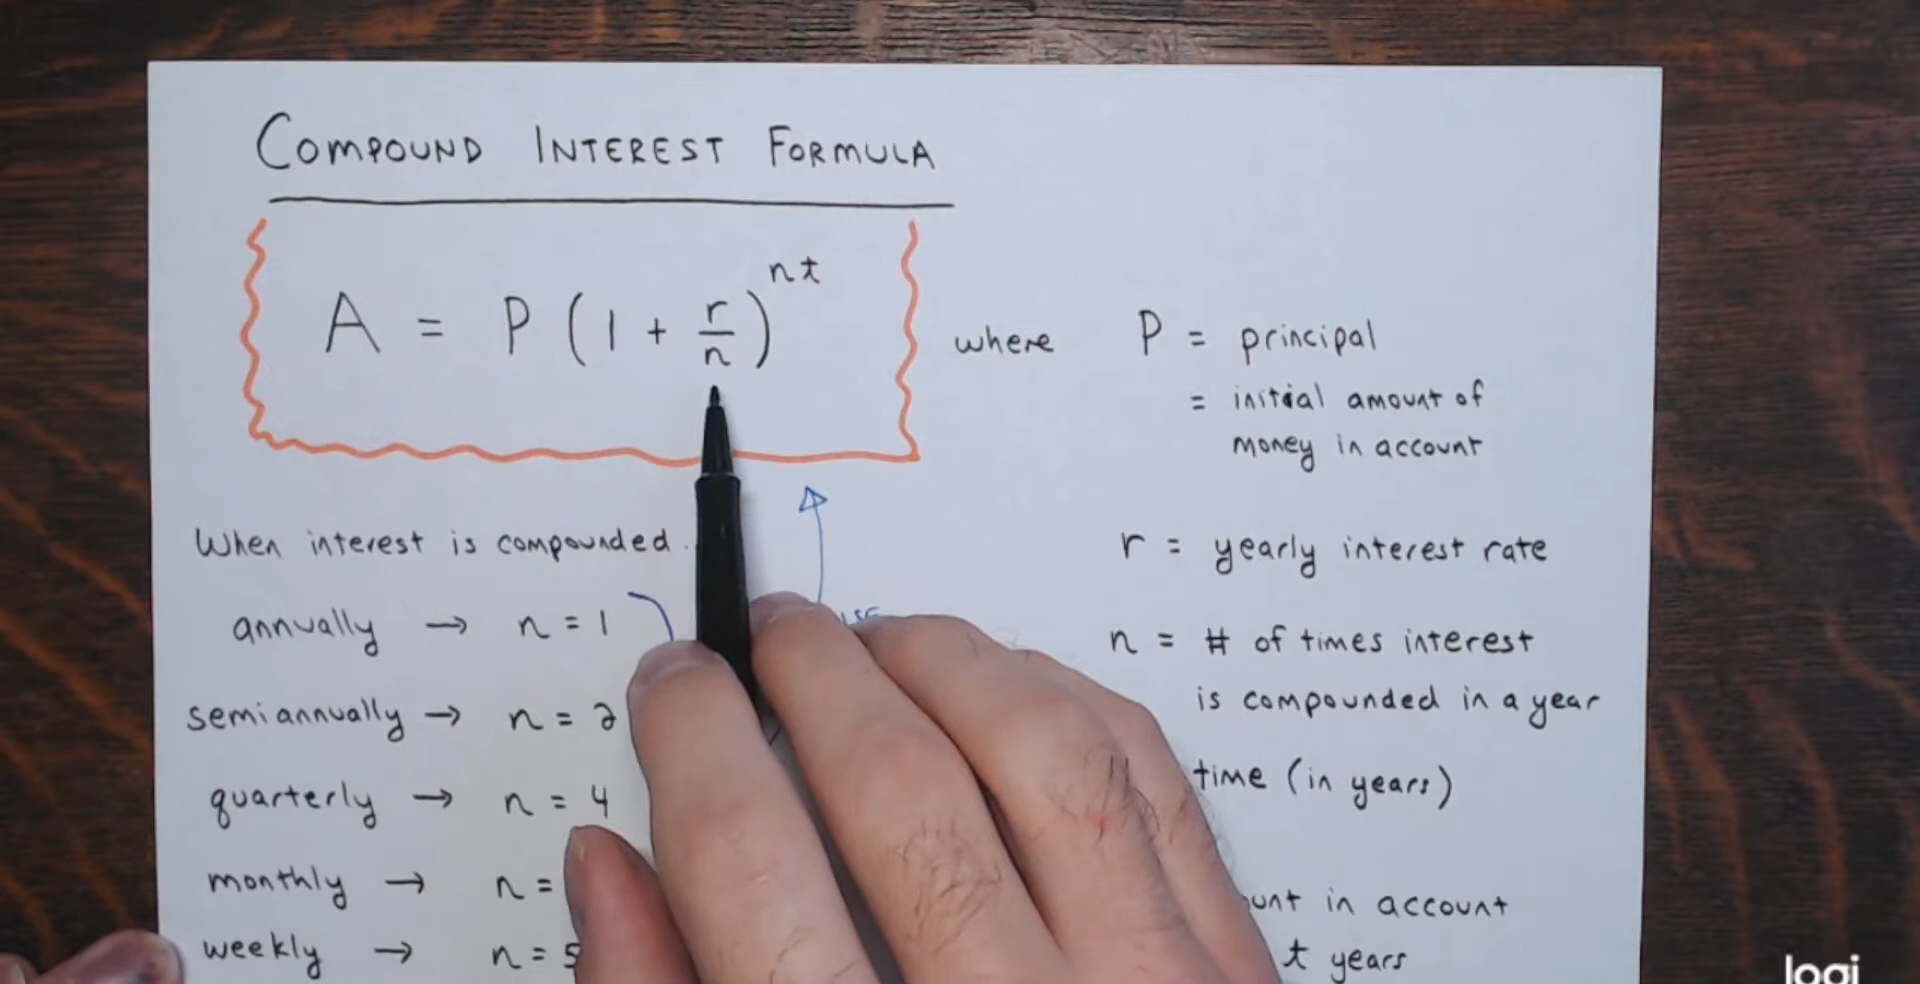 COMPOUND INTEREST FORMULA
A = P (1 + r/n)^nt
where P = principal
= initial amount of
money in account
r = yearly interest rate
n = # of times interest
is compounded in a year
time (in years)
in account
t years
When interest is compounded
annually → n = 1
semiannually → n = 2
quarterly → n = 4
monthly → n =
weekly → n =
logi